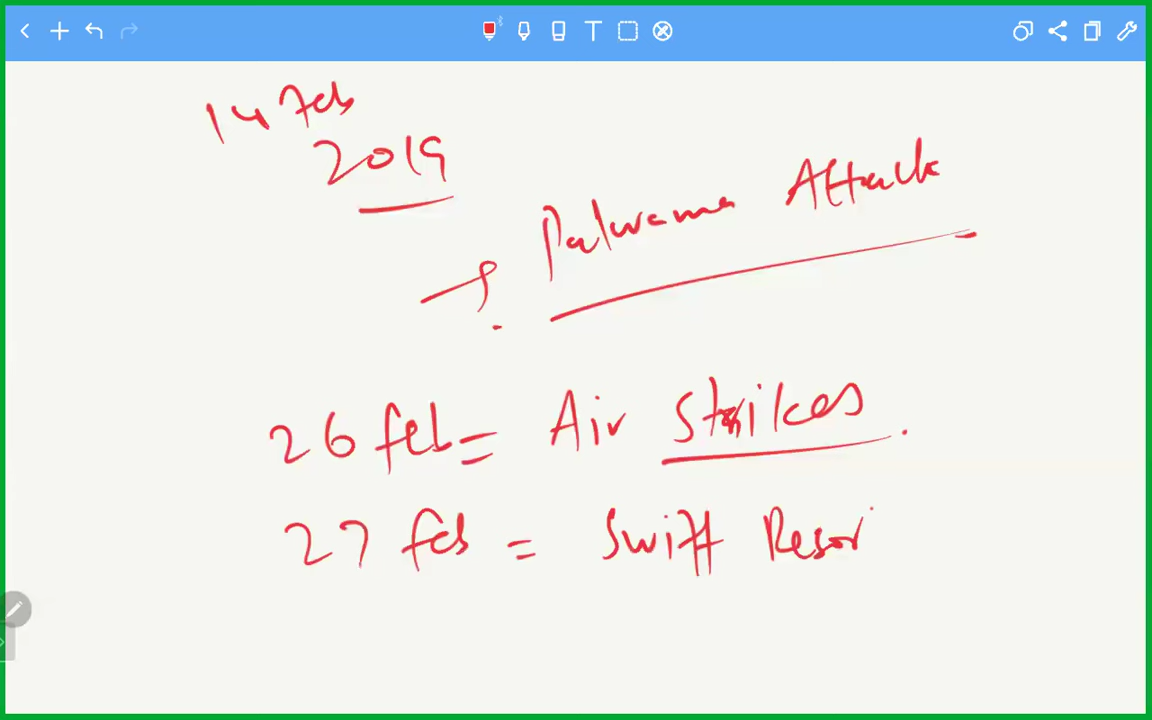 14 Feb
2019
→ ? Pulwama Attack
26 feb = Air Strikes.
27 feb = Swift Resor